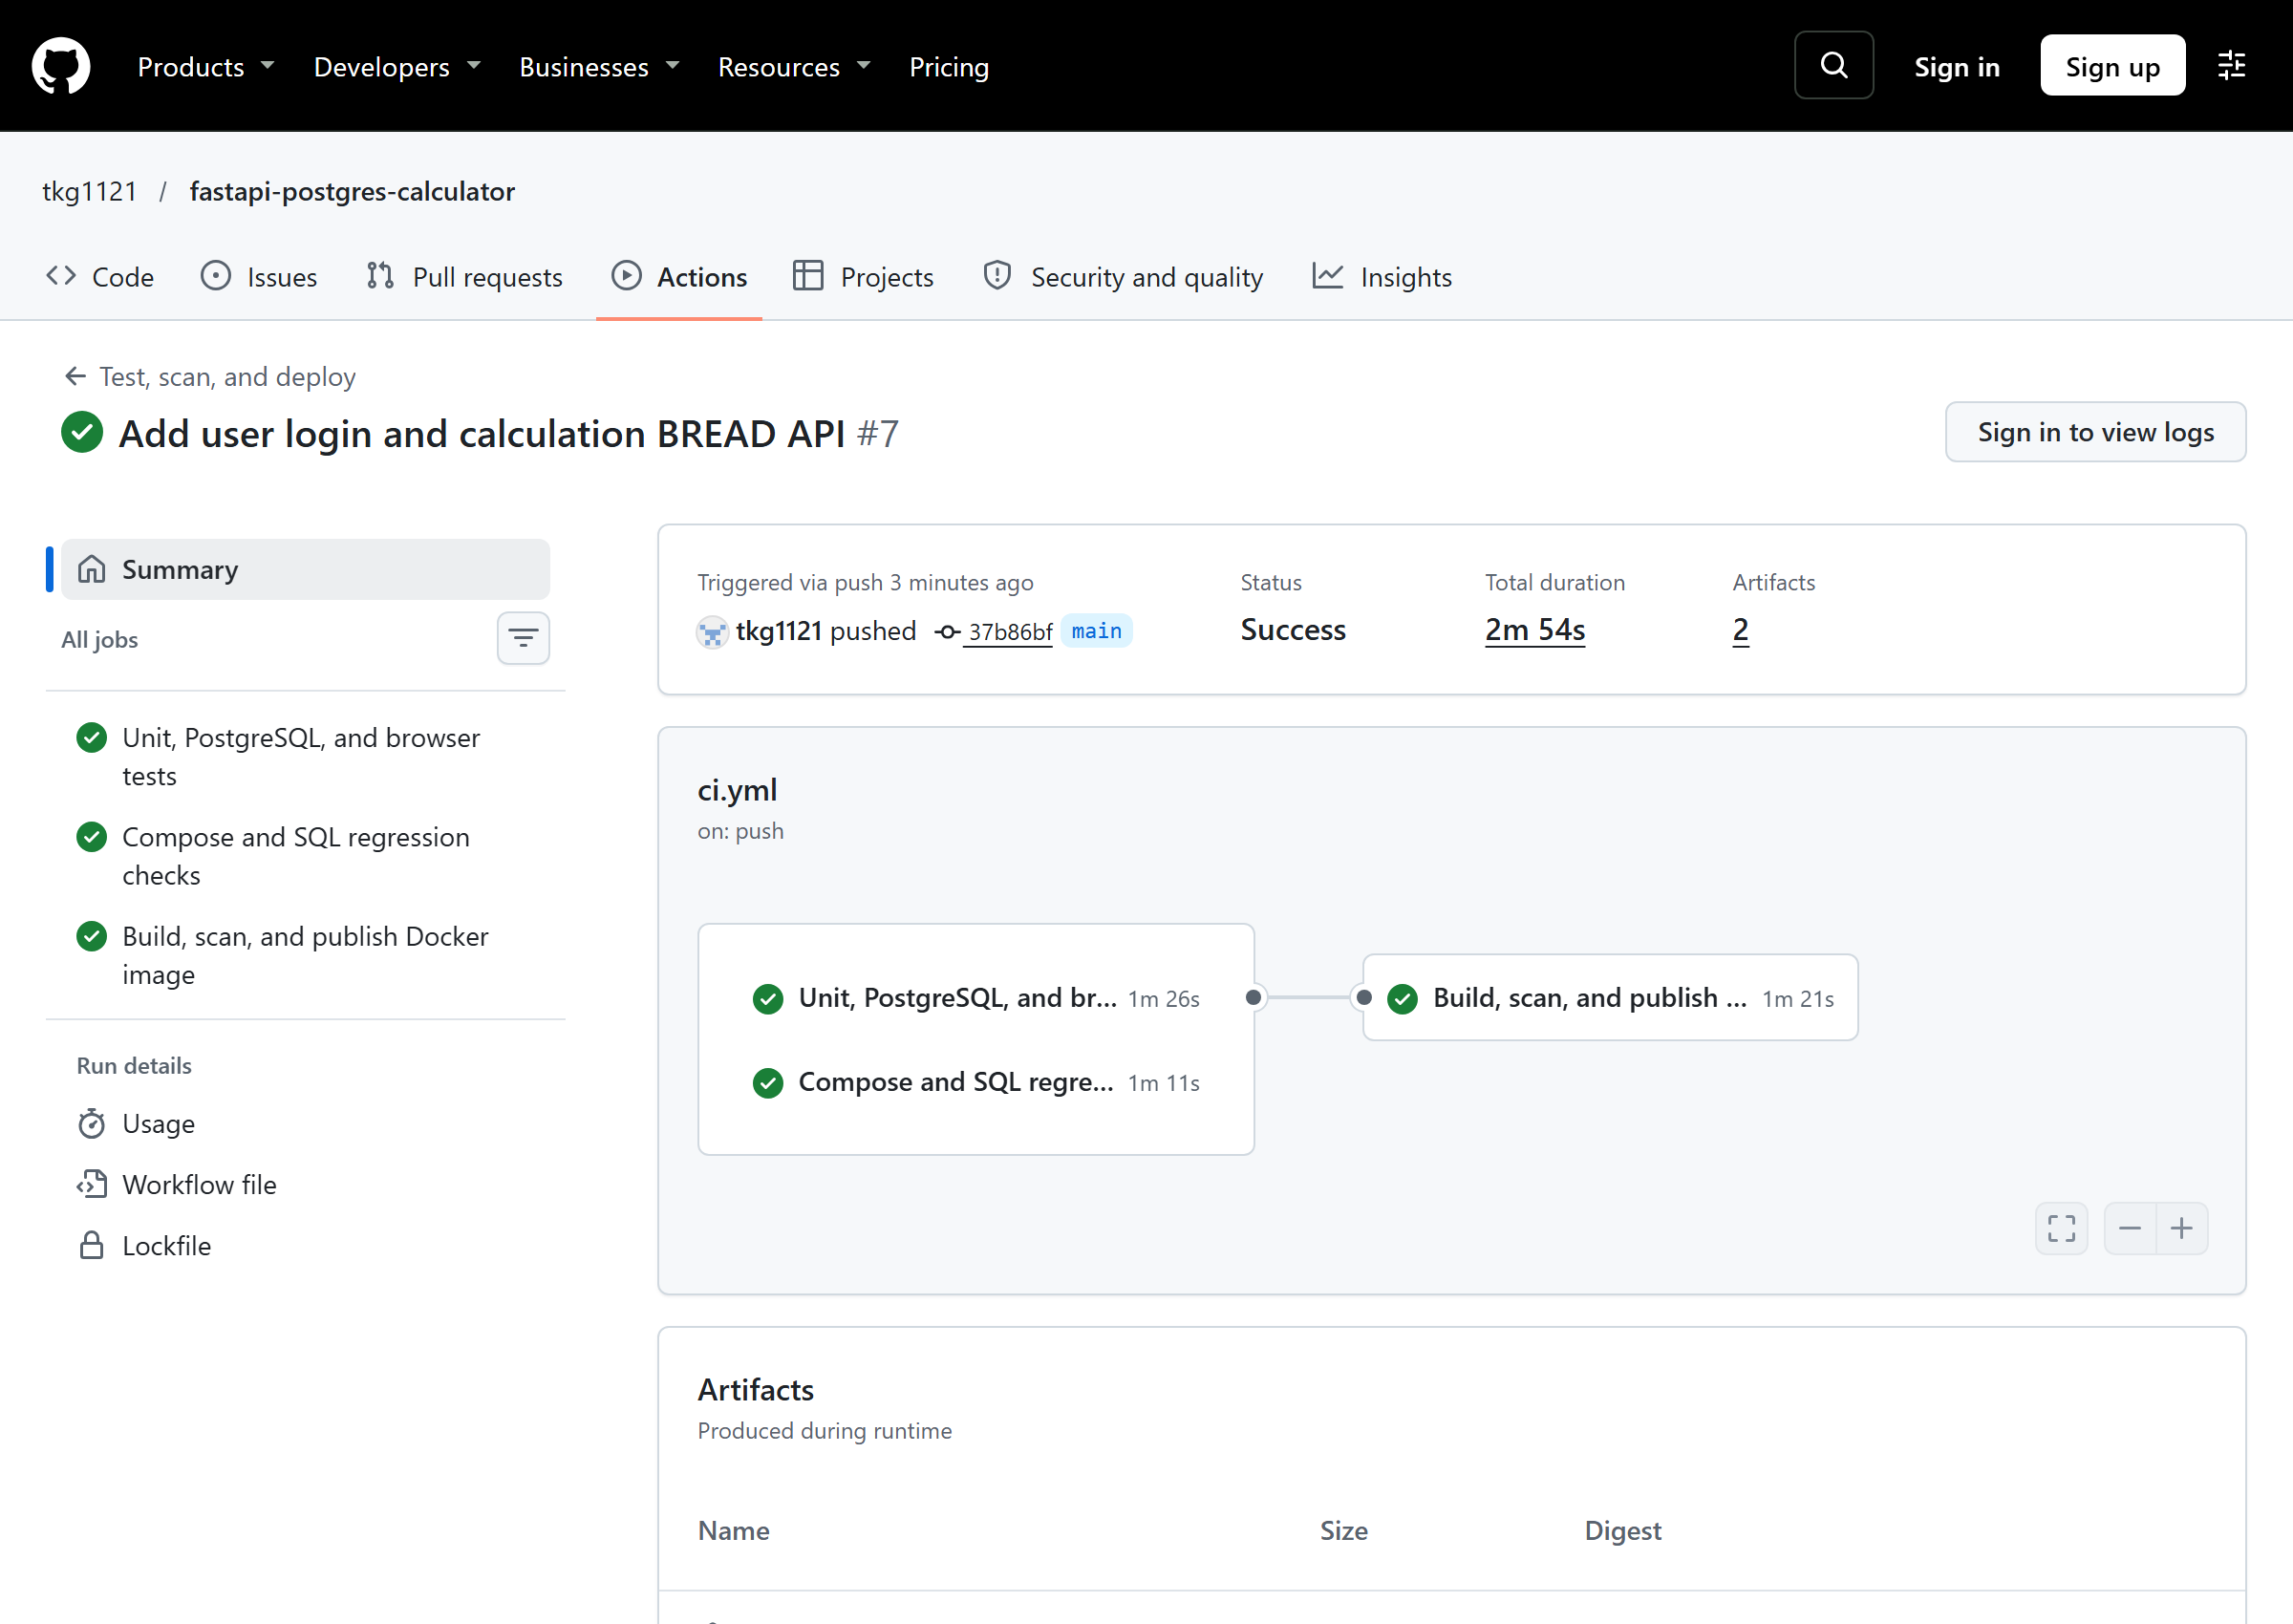 Products Developers Businesses Resources Pricing Sign in Sign up
tkg1121 / fastapi-postgres-calculator
Code Issues Pull requests Actions Projects Security and quality Insights
Test, scan, and deploy
Add user login and calculation BREAD API #7
Sign in to view logs
Summary
All jobs
Unit, PostgreSQL, and browser
tests
Compose and SQL regression
checks
Build, scan, and publish Docker
image
Run details
Usage
Workflow file
Lockfile
Triggered via push 3 minutes ago
tkg1121 pushed 37b86bf main
Status
Success
Total duration
2m 54s
Artifacts
2
ci.yml
on: push
Unit, PostgreSQL, and br... 1m 26s
Compose and SQL regre... 1m 11s
Build, scan, and publish ... 1m 21s
Artifacts
Produced during runtime
Name Size Digest